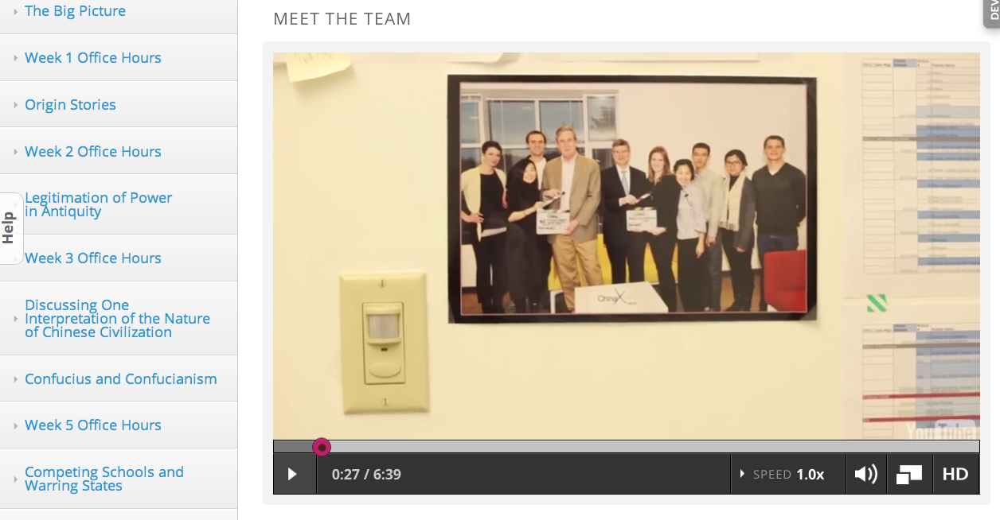 The Big Picture
Week 1 Office Hours
Origin Stories
Week 2 Office Hours
Legitimation of Power
in Antiquity
Week 3 Office Hours
Discussing One
Interpretation of the Nature
of Chinese Civilization
Confucius and Confucianism
Week 5 Office Hours
Competing Schools and
Warring States
Help
MEET THE TEAM
DEV
ChinaX
YouTube
0:27 / 6:39
SPEED 1.0x
HD